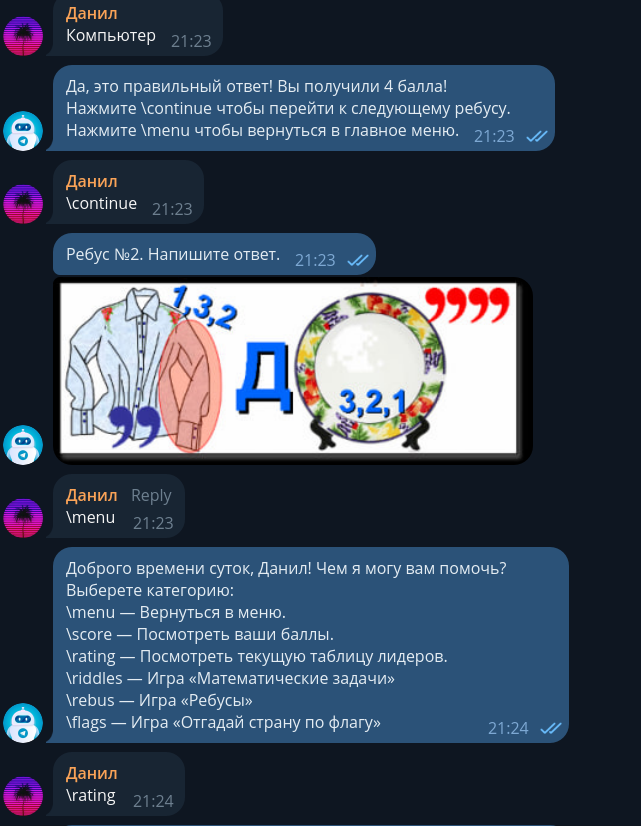 Данил
Компьютер 21:23
Да, это правильный ответ! Вы получили 4 балла!
Нажмите \continue чтобы перейти к следующему ребусу.
Нажмите \menu чтобы вернуться в главное меню. 21:23
Данил
\continue 21:23
Ребус №2. Напишите ответ. 21:23
1,3,2 ,,,,
Д
3,2,1
,,
Данил Reply
\menu 21:23
Доброго времени суток, Данил! Чем я могу вам помочь?
Выберете категорию:
\menu — Вернуться в меню.
\score — Посмотреть ваши баллы.
\rating — Посмотреть текущую таблицу лидеров.
\riddles — Игра «Математические задачи»
\rebus — Игра «Ребусы»
\flags — Игра «Отгадай страну по флагу» 21:24
Данил
\rating 21:24